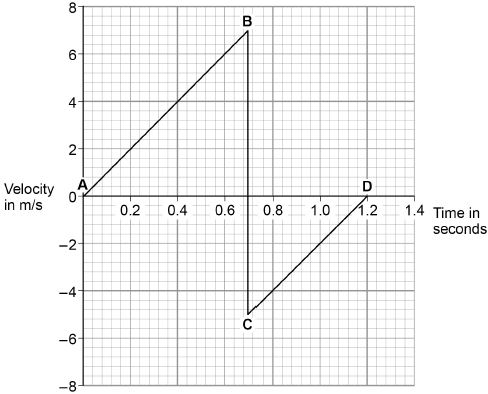 8
B
6
4
2
A
Velocity
in m/s
0
D
0.2
0.4
0.6
0.8
1.0
1.2
1.4
Time in
seconds
–2
–4
C
–6
–8